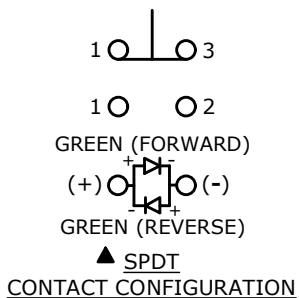 1 3
1 2
GREEN (FORWARD)
+ -
(+) (-)
- +
GREEN (REVERSE)
▲ SPDT
CONTACT CONFIGURATION